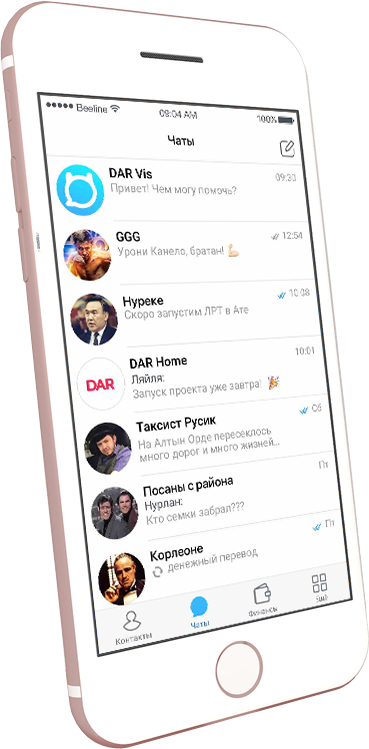 Beeline
09:04 AM
100%
Чаты
DAR Vis
09:30
Привет! Чем могу помочь?
GGG
12:54
Урони Канело, братан! 💪🏻
Нуреке
10:08
Скоро запустим ЛРТ в Ате
DAR
DAR Home
10:01
Ляйля:
Запуск проекта уже завтра! 🎉
Таксист Русик
Сб
На Алтын Орде пересеклось
много дорог и много жизней...
Посаны с района
Пт
Нурлан:
Кто семки забрал???
Корлеоне
Пт
денежный перевод
Контакты
Чаты
Финансы
Ещё